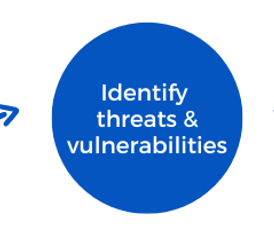 Identify
threats &
vulnerabilities